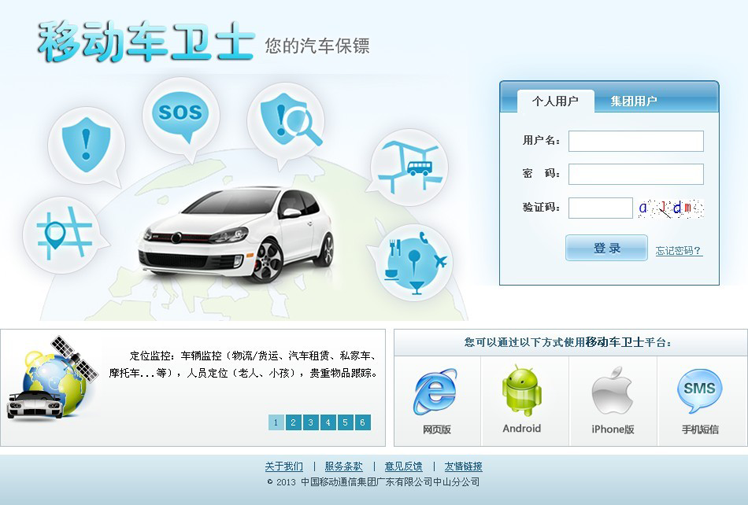 移动车卫士 您的汽车保镖
SOS
个人用户 集团用户
用户名：
密 码：
验证码：
登 录 忘记密码？
定位监控：车辆监控（物流/货运、汽车租赁、私家车、
摩托车...等），人员定位（老人、小孩），贵重物品跟踪。
1 2 3 4 5 6
您可以通过以下方式使用移动车卫士平台：
SMS
网页版 Android iPhone版 手机短信
关于我们 | 服务条款 | 意见反馈 | 友情链接
© 2013 中国移动通信集团广东有限公司中山分公司